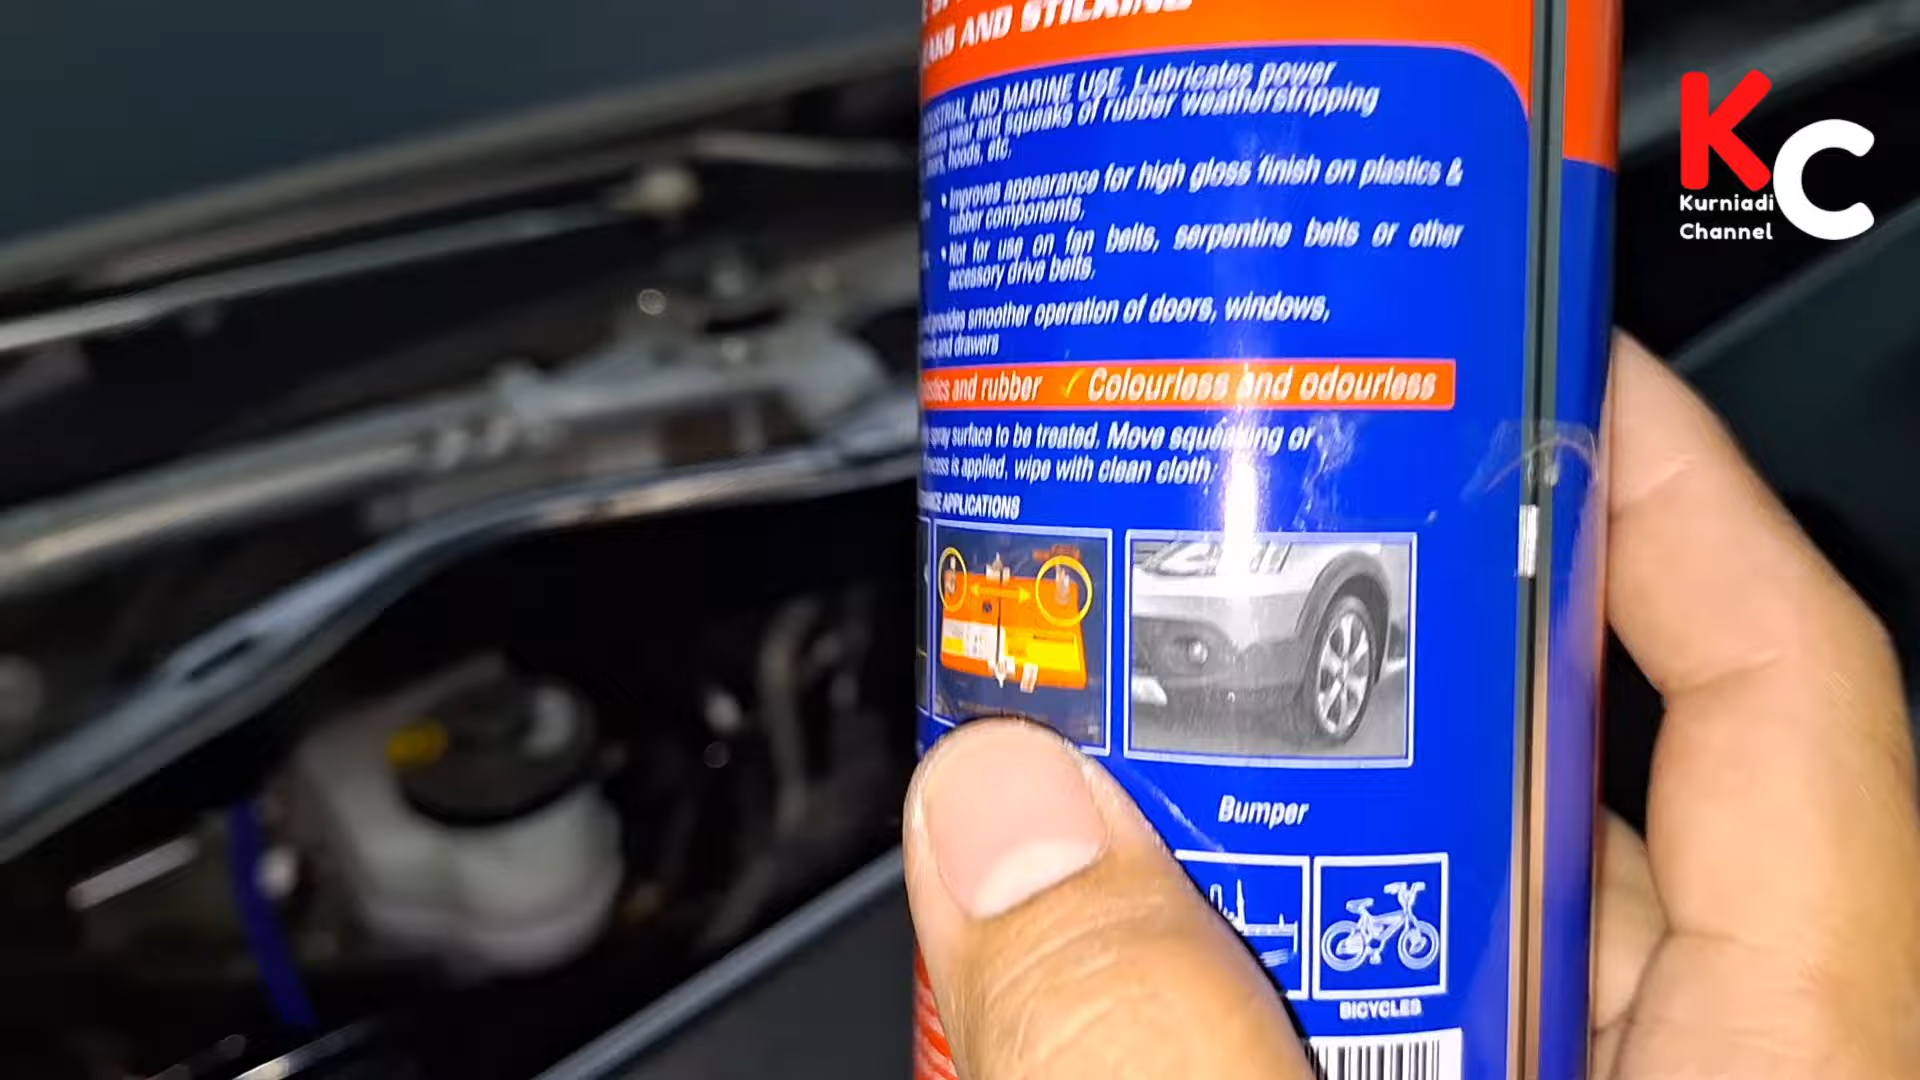 AND STICKING
AND MARINE USE. Lubricates power
wear and squeaks of rubber weatherstripping
hoods, etc.
• Improves appearance for high gloss finish on plastics &
rubber components.
• Not for use on fan belts, serpentine belts or other
accessory drive belts.
provides smoother operation of doors, windows,
and drawers
and rubber ✓ Colourless and odourless
spray surface to be treated. Move squeaking or
is applied, wipe with clean cloth.
APPLICATIONS
Bumper
BICYCLES
KC
Kurniadi
Channel